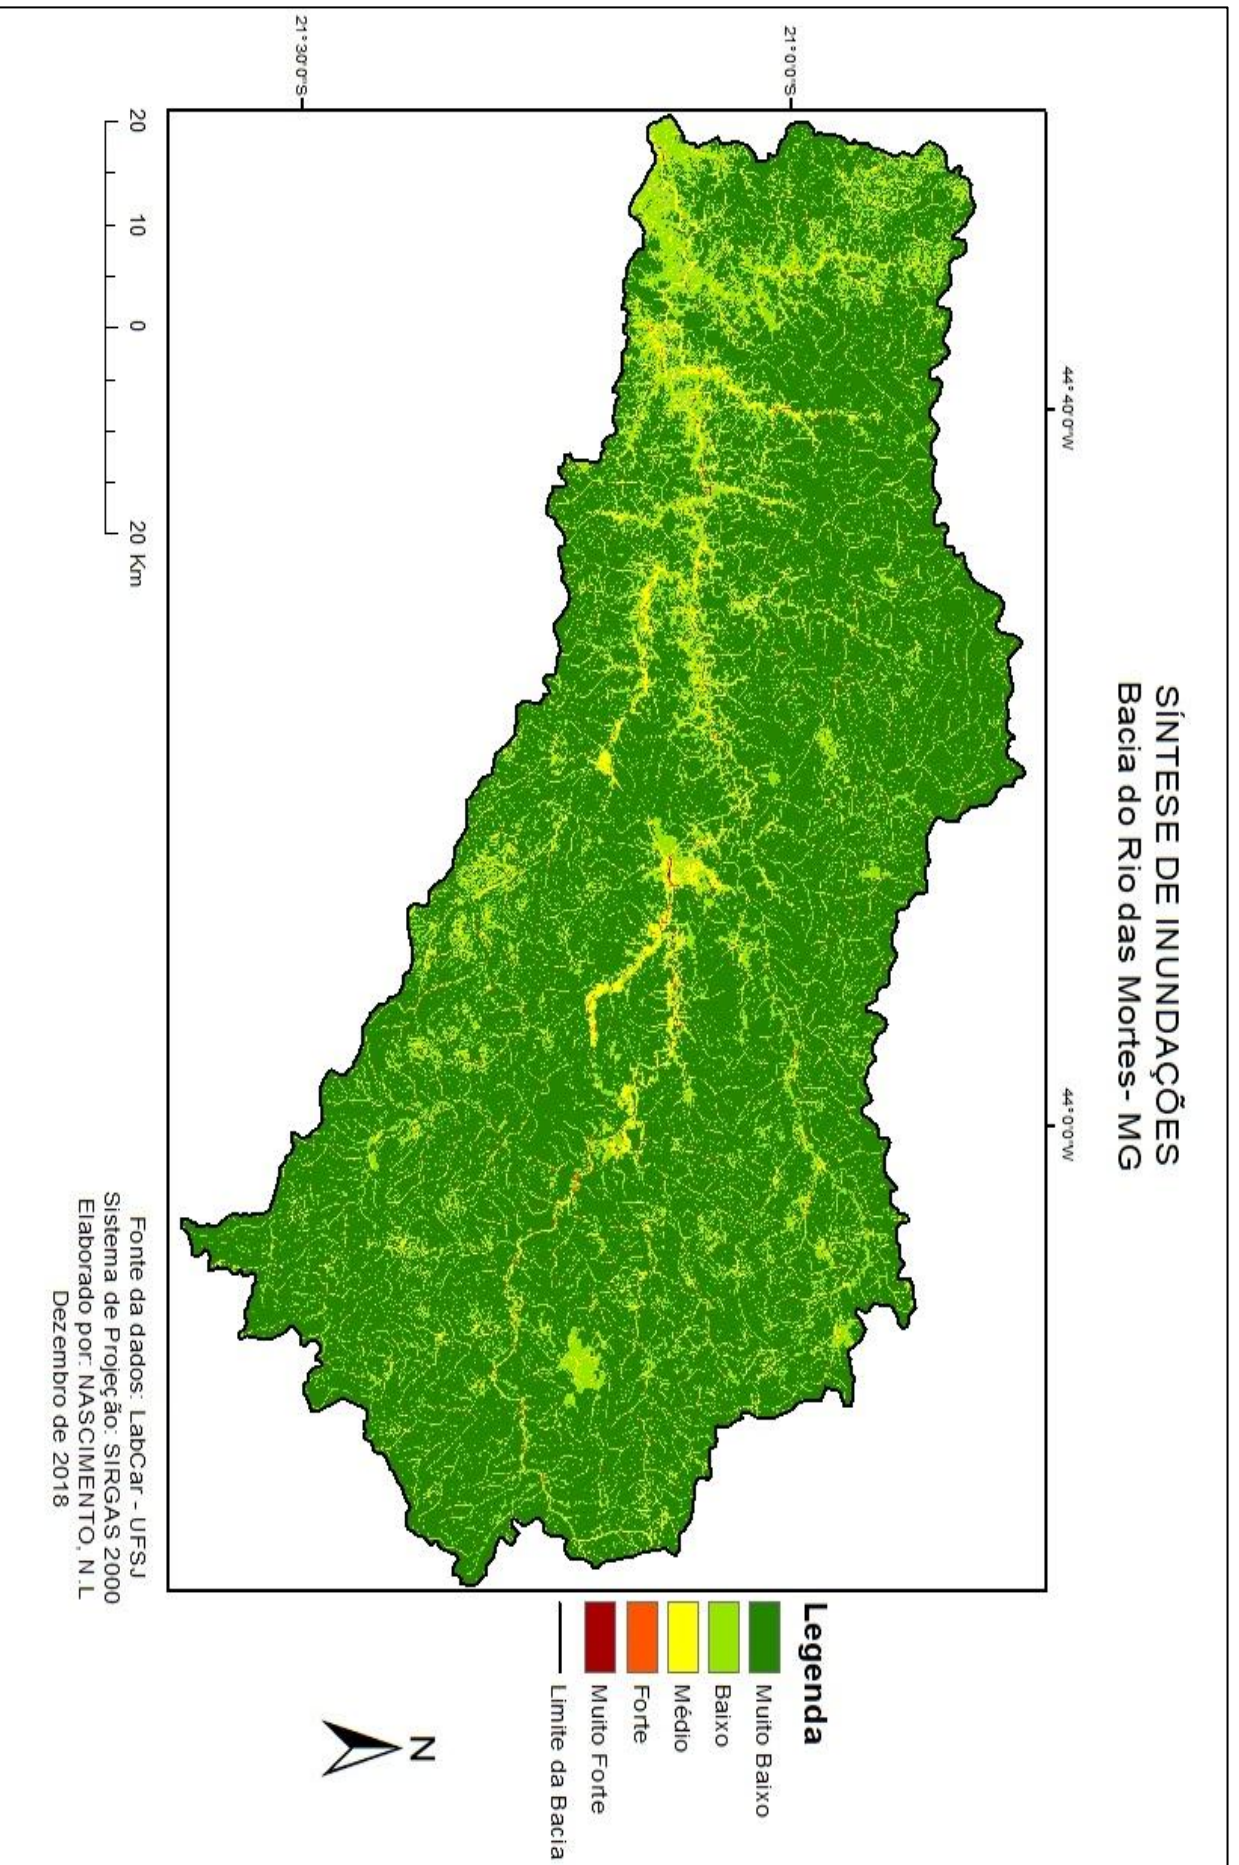 SÍNTESE DE INUNDAÇÕES
Bacia do Rio das Mortes- MG
44°40'0"W
44°0'0"W
21°0'0"S
21°30'0"S
Legenda
Muito Baixo
Baixo
Médio
Forte
Muito Forte
Limite da Bacia
N
20 10 0 20 Km
Fonte da dados: LabCar - UFSJ
Sistema de Projeção: SIRGAS 2000
Elaborado por: NASCIMENTO, N.L
Dezembro de 2018